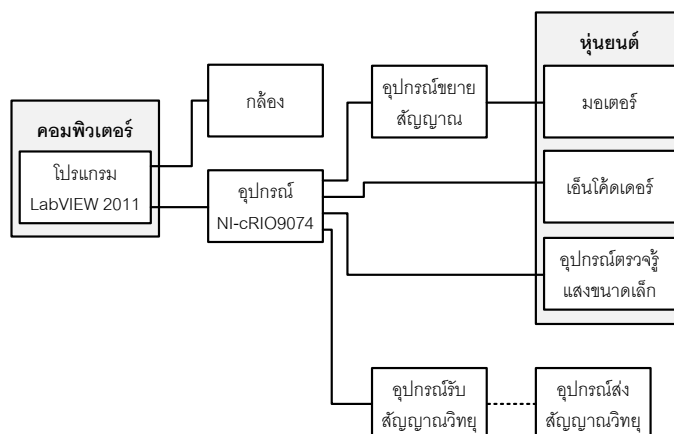 หุ่นยนต์
กล้อง
อุปกรณ์ขยาย
สัญญาณ
มอเตอร์
คอมพิวเตอร์
โปรแกรม
LabVIEW 2011
อุปกรณ์
NI-cRIO9074
เอ็นโค้ดเดอร์
อุปกรณ์ตรวจรู้
แสงขนาดเล็ก
อุปกรณ์รับ
สัญญาณวิทยุ
อุปกรณ์ส่ง
สัญญาณวิทยุ